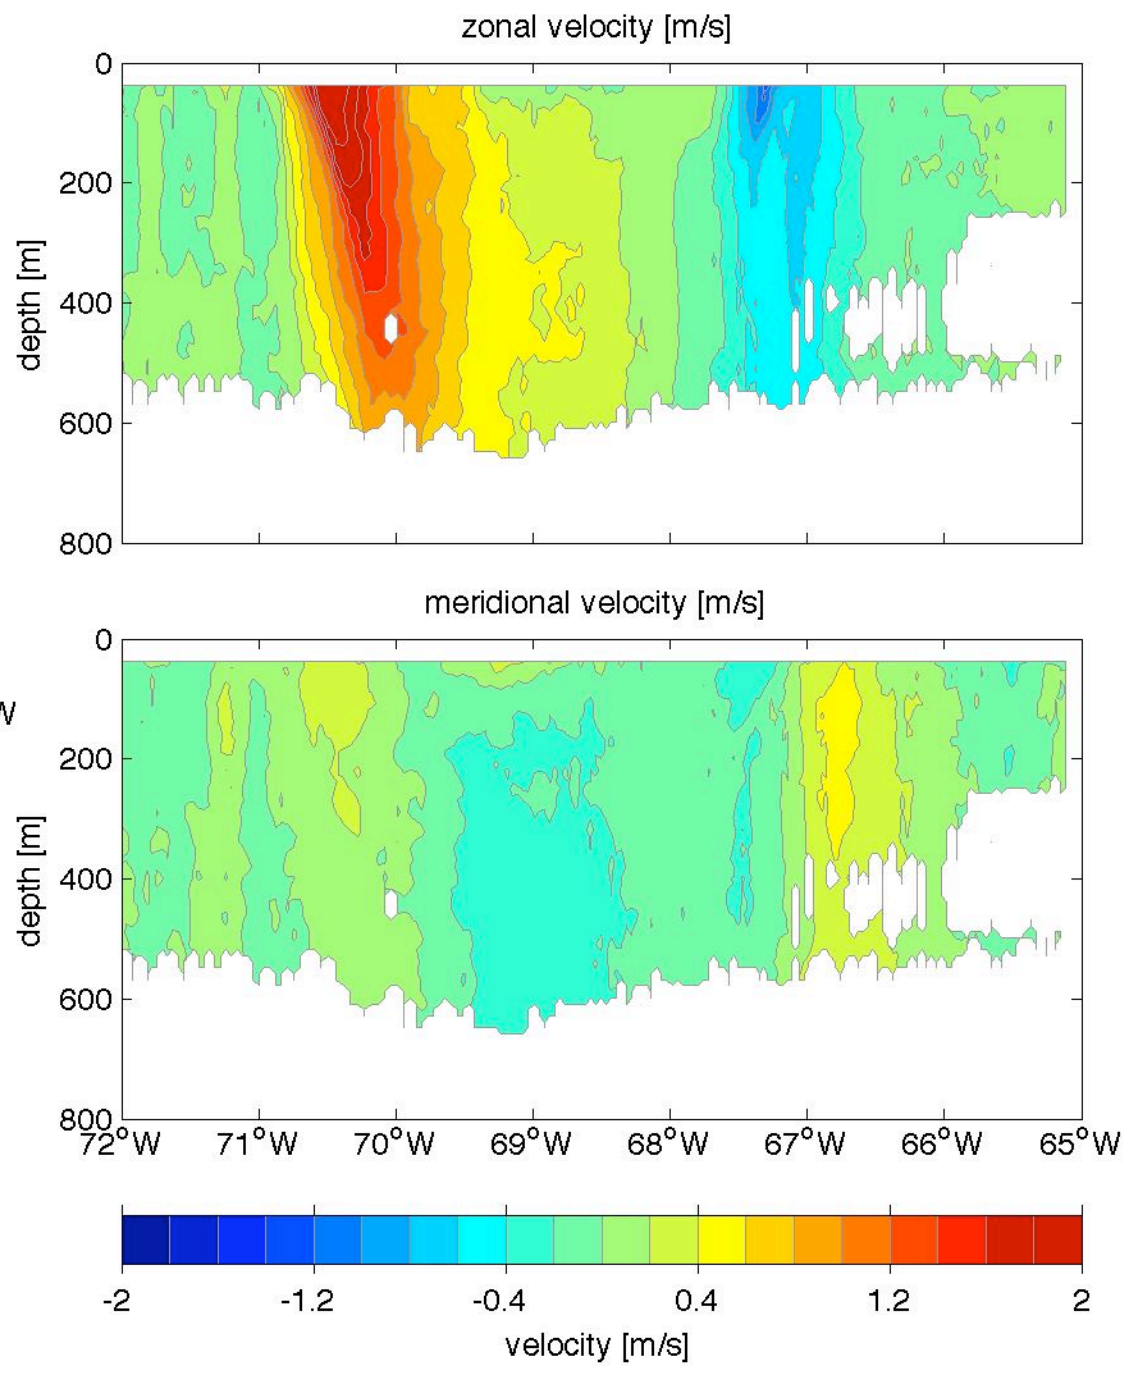 zonal velocity [m/s]
0
200
400
600
800
depth [m]
meridional velocity [m/s]
W
0
200
400
600
800
depth [m]
72°W 71°W 70°W 69°W 68°W 67°W 66°W 65°W
-2 -1.2 -0.4 0.4 1.2 2
velocity [m/s]